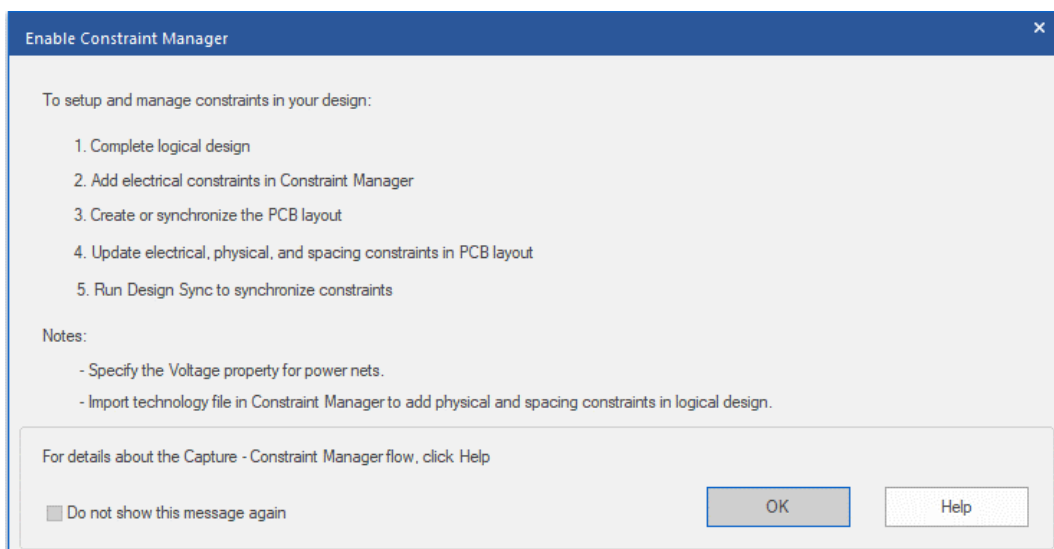 Enable Constraint Manager
To setup and manage constraints in your design:
1. Complete logical design
2. Add electrical constraints in Constraint Manager
3. Create or synchronize the PCB layout
4. Update electrical, physical, and spacing constraints in PCB layout
5. Run Design Sync to synchronize constraints
Notes:
- Specify the Voltage property for power nets.
- Import technology file in Constraint Manager to add physical and spacing constraints in logical design.
For details about the Capture - Constraint Manager flow, click Help
Do not show this message again
OK
Help